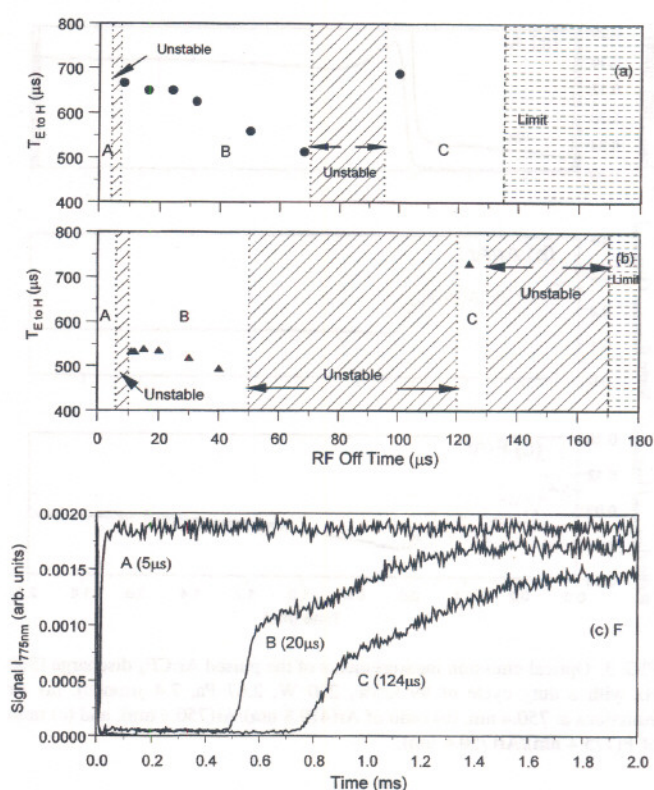 800
700
600
500
400
T_E to H (μs)
Unstable
(a)
A
B
Unstable
C
Limit
800
700
600
500
400
T_E to H (μs)
(b)
A
B
C
Unstable
Limit
Unstable
Unstable
0 20 40 60 80 100 120 140 160 180
RF Off Time (μs)
0.0020
0.0015
0.0010
0.0005
0.0000
Signal I_775nm (arb. units)
A (5μs)
B (20μs)
(c) F
C (124μs)
0.0 0.2 0.4 0.6 0.8 1.0 1.2 1.4 1.6 1.8 2.0
Time (ms)